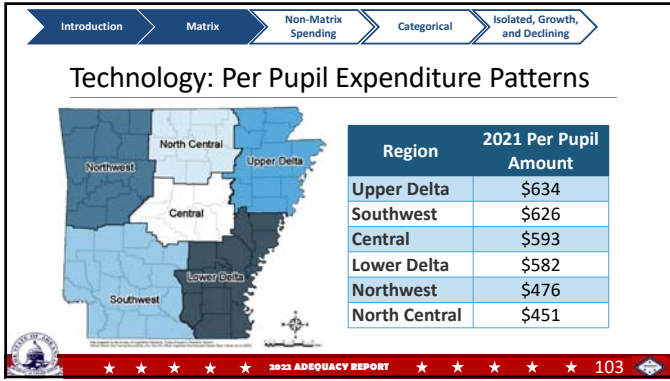 Introduction
Matrix
Non-Matrix
Spending
Categorical
Isolated, Growth,
and Declining
Technology: Per Pupil Expenditure Patterns
North Central
Northwest
Upper Delta
Central
Lower Delta
Southwest
Region
2021 Per Pupil
Amount
Upper Delta $634
Southwest $626
Central $593
Lower Delta $582
Northwest $476
North Central $451
2022 ADEQUACY REPORT
103